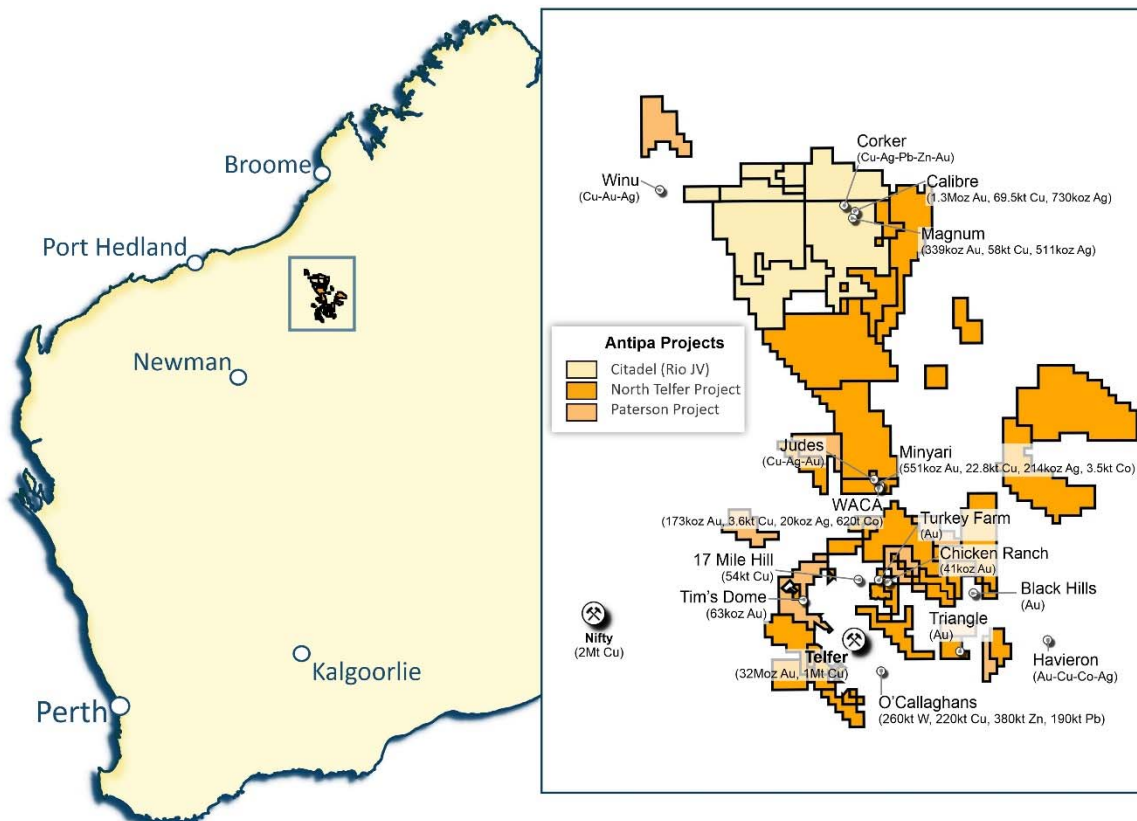 Broome
Port Hedland
Newman
Kalgoorlie
Perth
Corker
(Cu-Ag-Pb-Zn-Au)
Winu
(Cu-Au-Ag)
Calibre
(1.3Moz Au, 69.5kt Cu, 730koz Ag)
Magnum
(339koz Au, 58kt Cu, 511koz Ag)
Antipa Projects
Citadel (Rio JV)
North Telfer Project
Paterson Project
Judes
(Cu-Ag-Au)
Minyari
(551koz Au, 22.8kt Cu, 214koz Ag, 3.5kt Co)
WACA
(173koz Au, 3.6kt Cu, 20koz Ag, 620t Co)
Turkey Farm
(Au)
17 Mile Hill
(54kt Cu)
Chicken Ranch
(41koz Au)
Tim's Dome
(63koz Au)
Black Hills
(Au)
Nifty
(2Mt Cu)
Triangle
(Au)
Telfer
(32Moz Au, 1Mt Cu)
Havieron
(Au-Cu-Co-Ag)
O'Callaghans
(260kt W, 220kt Cu, 380kt Zn, 190kt Pb)